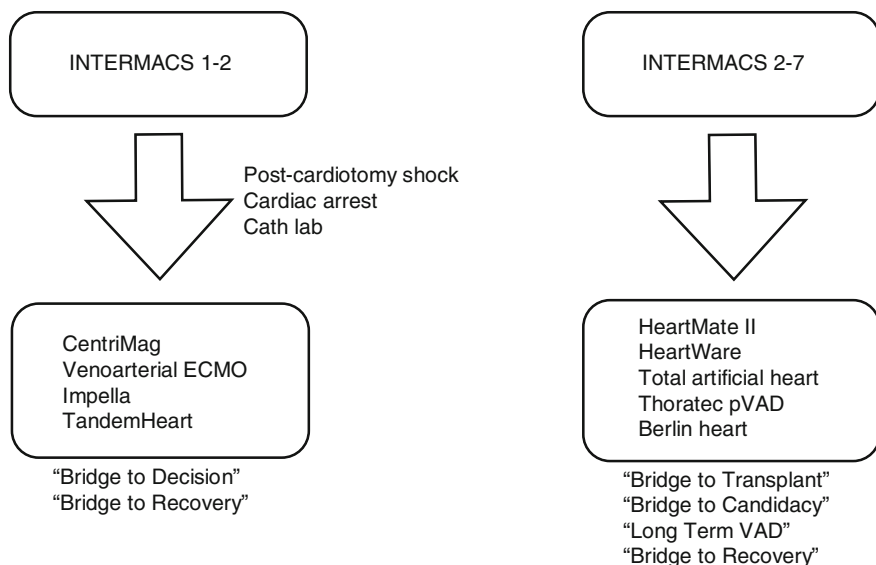 INTERMACS 1-2
Post-cardiotomy shock
Cardiac arrest
Cath lab
CentriMag
Venoarterial ECMO
Impella
TandemHeart
“Bridge to Decision”
“Bridge to Recovery”
INTERMACS 2-7
HeartMate II
HeartWare
Total artificial heart
Thoratec pVAD
Berlin heart
“Bridge to Transplant”
“Bridge to Candidacy”
“Long Term VAD”
“Bridge to Recovery”